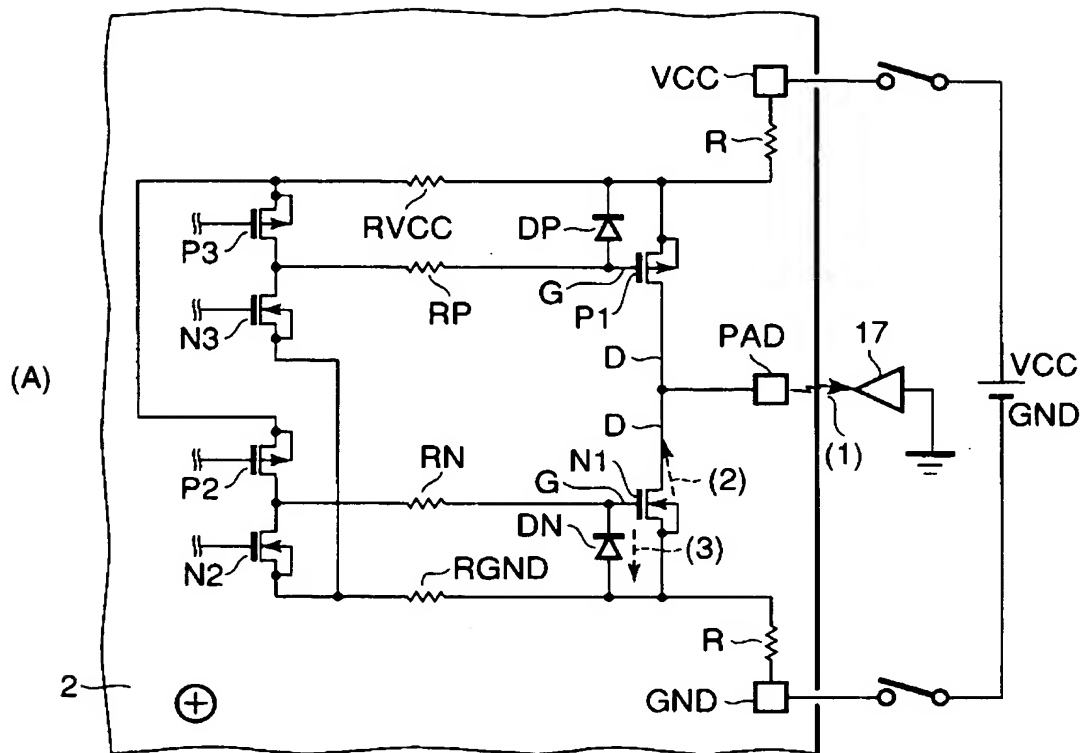 VCC
R
RVCC
DP
P3
G
P1
RP
N3
D
PAD
17
(A)
VCC
GND
D
(1)
RN
N1
(2)
P2
G
DN
(3)
N2
RGND
R
2
GND